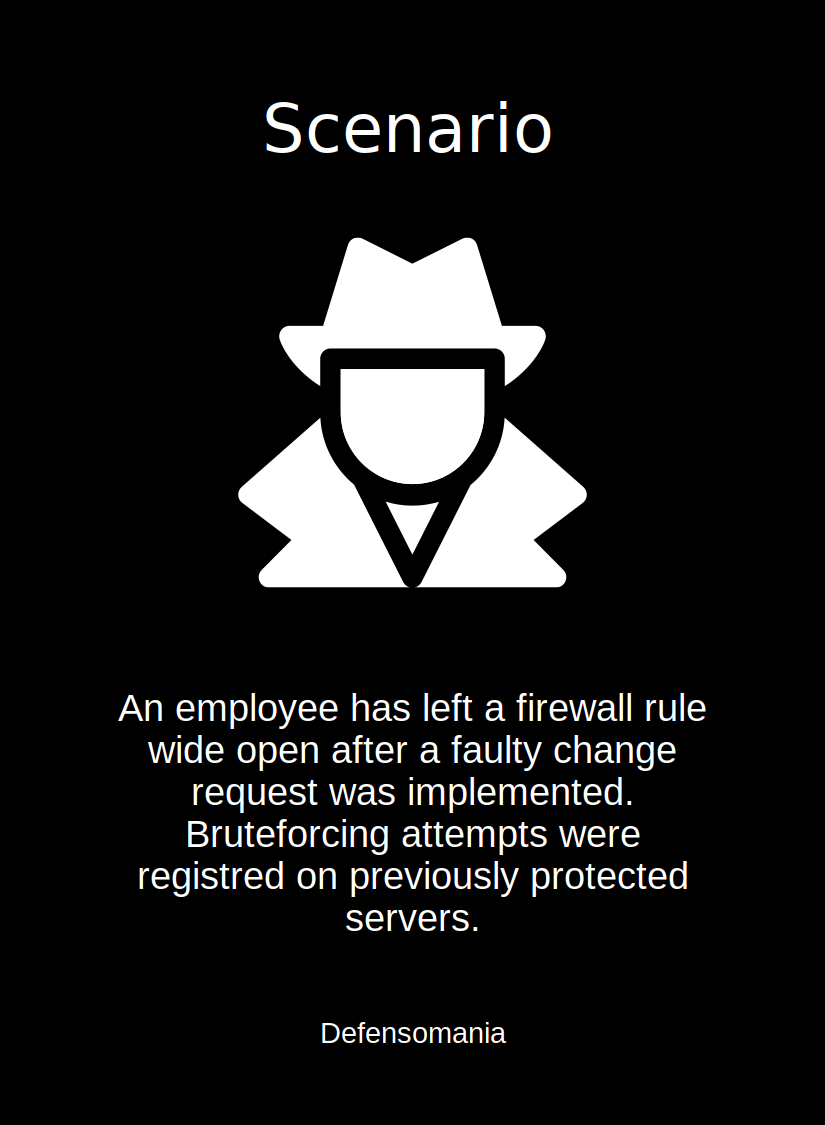 Scenario
An employee has left a firewall rule
wide open after a faulty change
request was implemented.
Bruteforcing attempts were
registred on previously protected
servers.
Defensomania